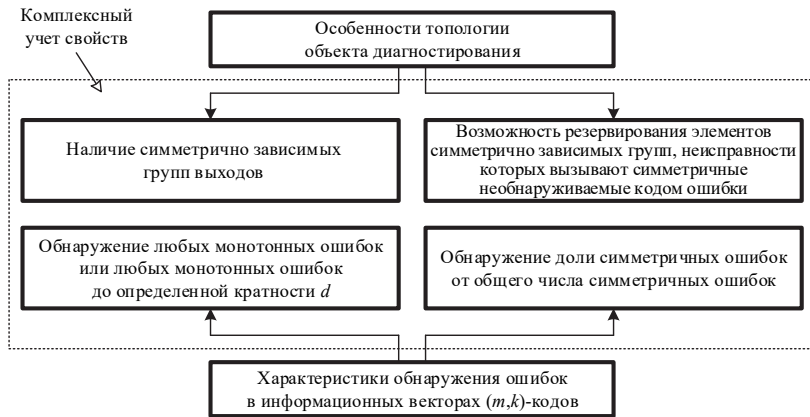 Комплексный
учет свойств
Особенности топологии
объекта диагностирования
Наличие симметрично зависимых
групп выходов
Возможность резервирования элементов
симметрично зависимых групп, неисправности
которых вызывают симметричные
необнаруживаемые кодом ошибки
Обнаружение любых монотонных ошибок
или любых монотонных ошибок
до определенной кратности d
Обнаружение доли симметричных ошибок
от общего числа симметричных ошибок
Характеристики обнаружения ошибок
в информационных векторах (m,k)-кодов